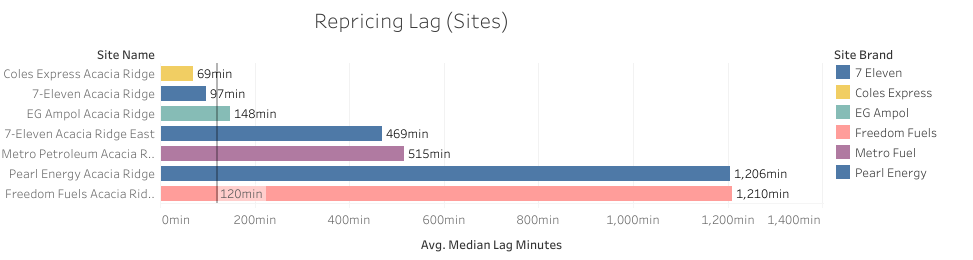 Repricing Lag (Sites)
Site Name
Coles Express Acacia Ridge 69min
7-Eleven Acacia Ridge 97min
EG Ampol Acacia Ridge 148min
7-Eleven Acacia Ridge East 469min
Metro Petroleum Acacia R.. 515min
Pearl Energy Acacia Ridge 1,206min
Freedom Fuels Acacia Rid.. 120min 1,210min
0min 200min 400min 600min 800min 1,000min 1,200min 1,400min
Avg. Median Lag Minutes
Site Brand
7 Eleven
Coles Express
EG Ampol
Freedom Fuels
Metro Fuel
Pearl Energy